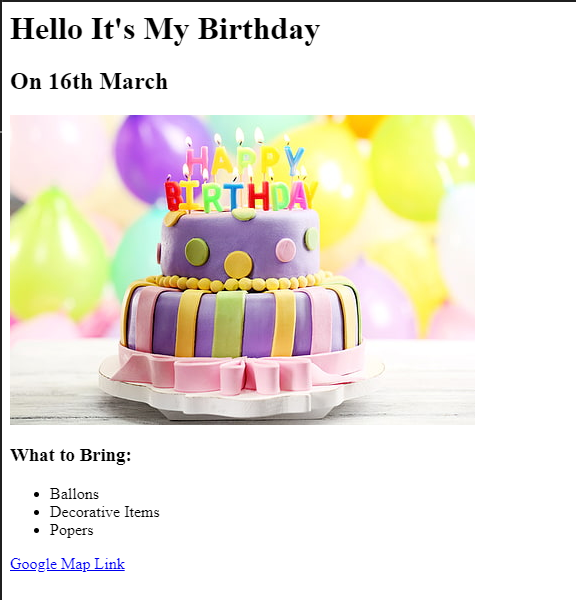 Hello It's My Birthday
On 16th March
HAPPY
BIRTHDAY
What to Bring:
Ballons
Decorative Items
Popers
Google Map Link